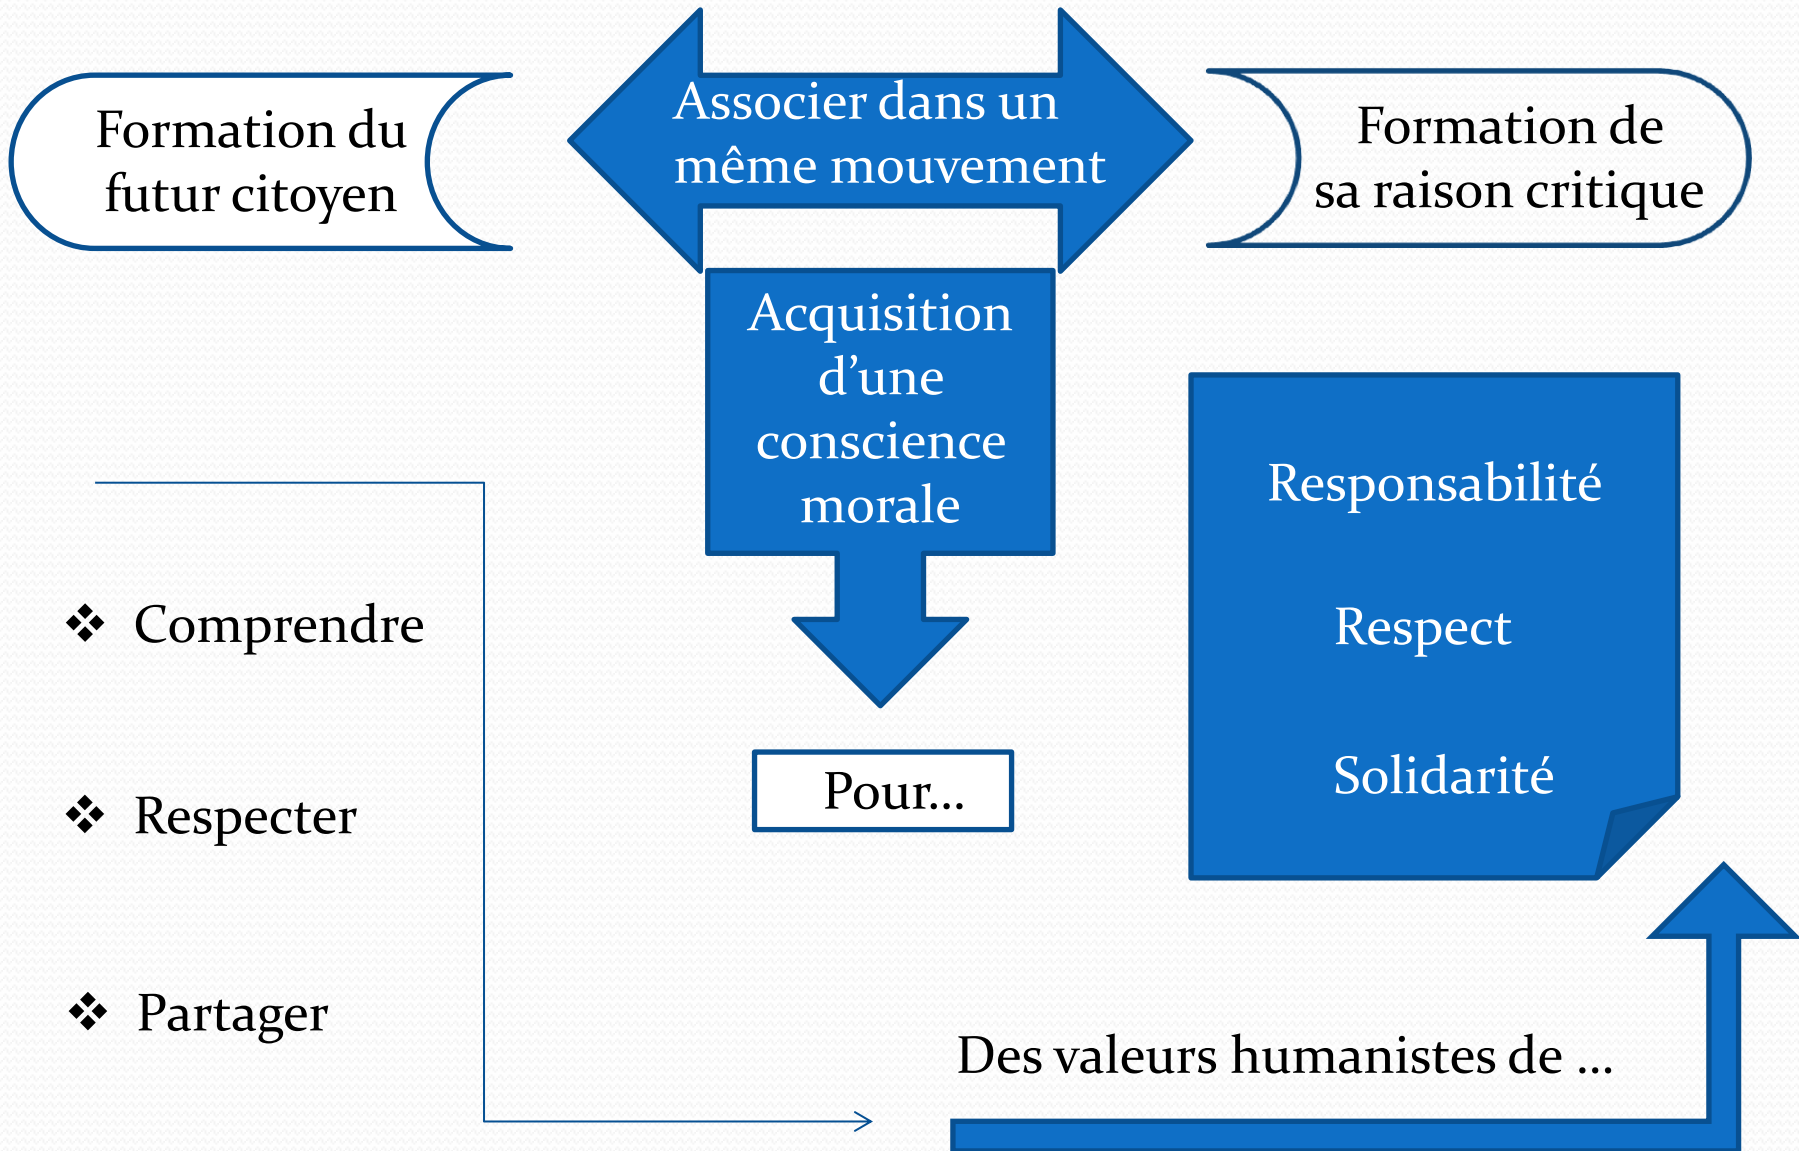 Formation du
futur citoyen
Associer dans un
même mouvement
Formation de
sa raison critique
Acquisition
d’une
conscience
morale
Pour…
❖ Comprendre
❖ Respecter
❖ Partager
Des valeurs humanistes de …
Responsabilité
Respect
Solidarité